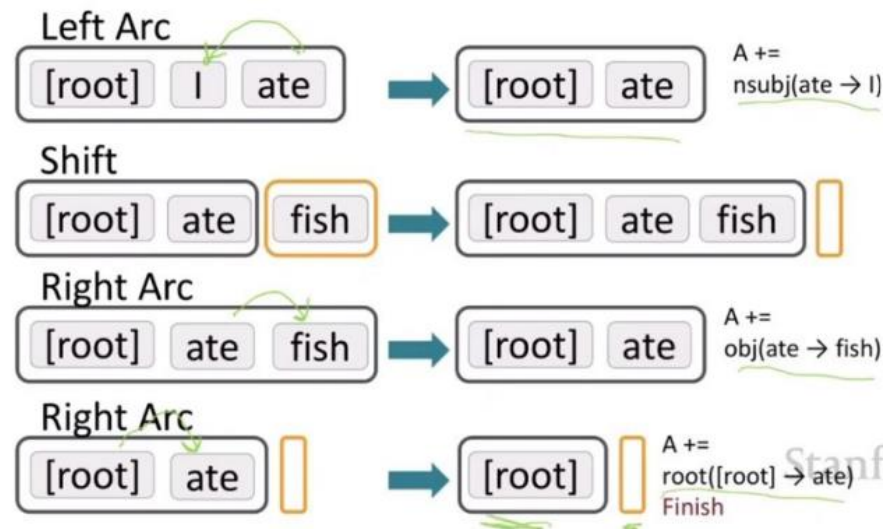 Left Arc
[root] I ate [root] ate
A +=
nsubj(ate → I)
Shift
[root] ate fish [root] ate fish
Right Arc
[root] ate fish [root] ate
A +=
obj(ate → fish)
Right Arc
[root] ate [root]
A +=
root([root] → ate)
Finish